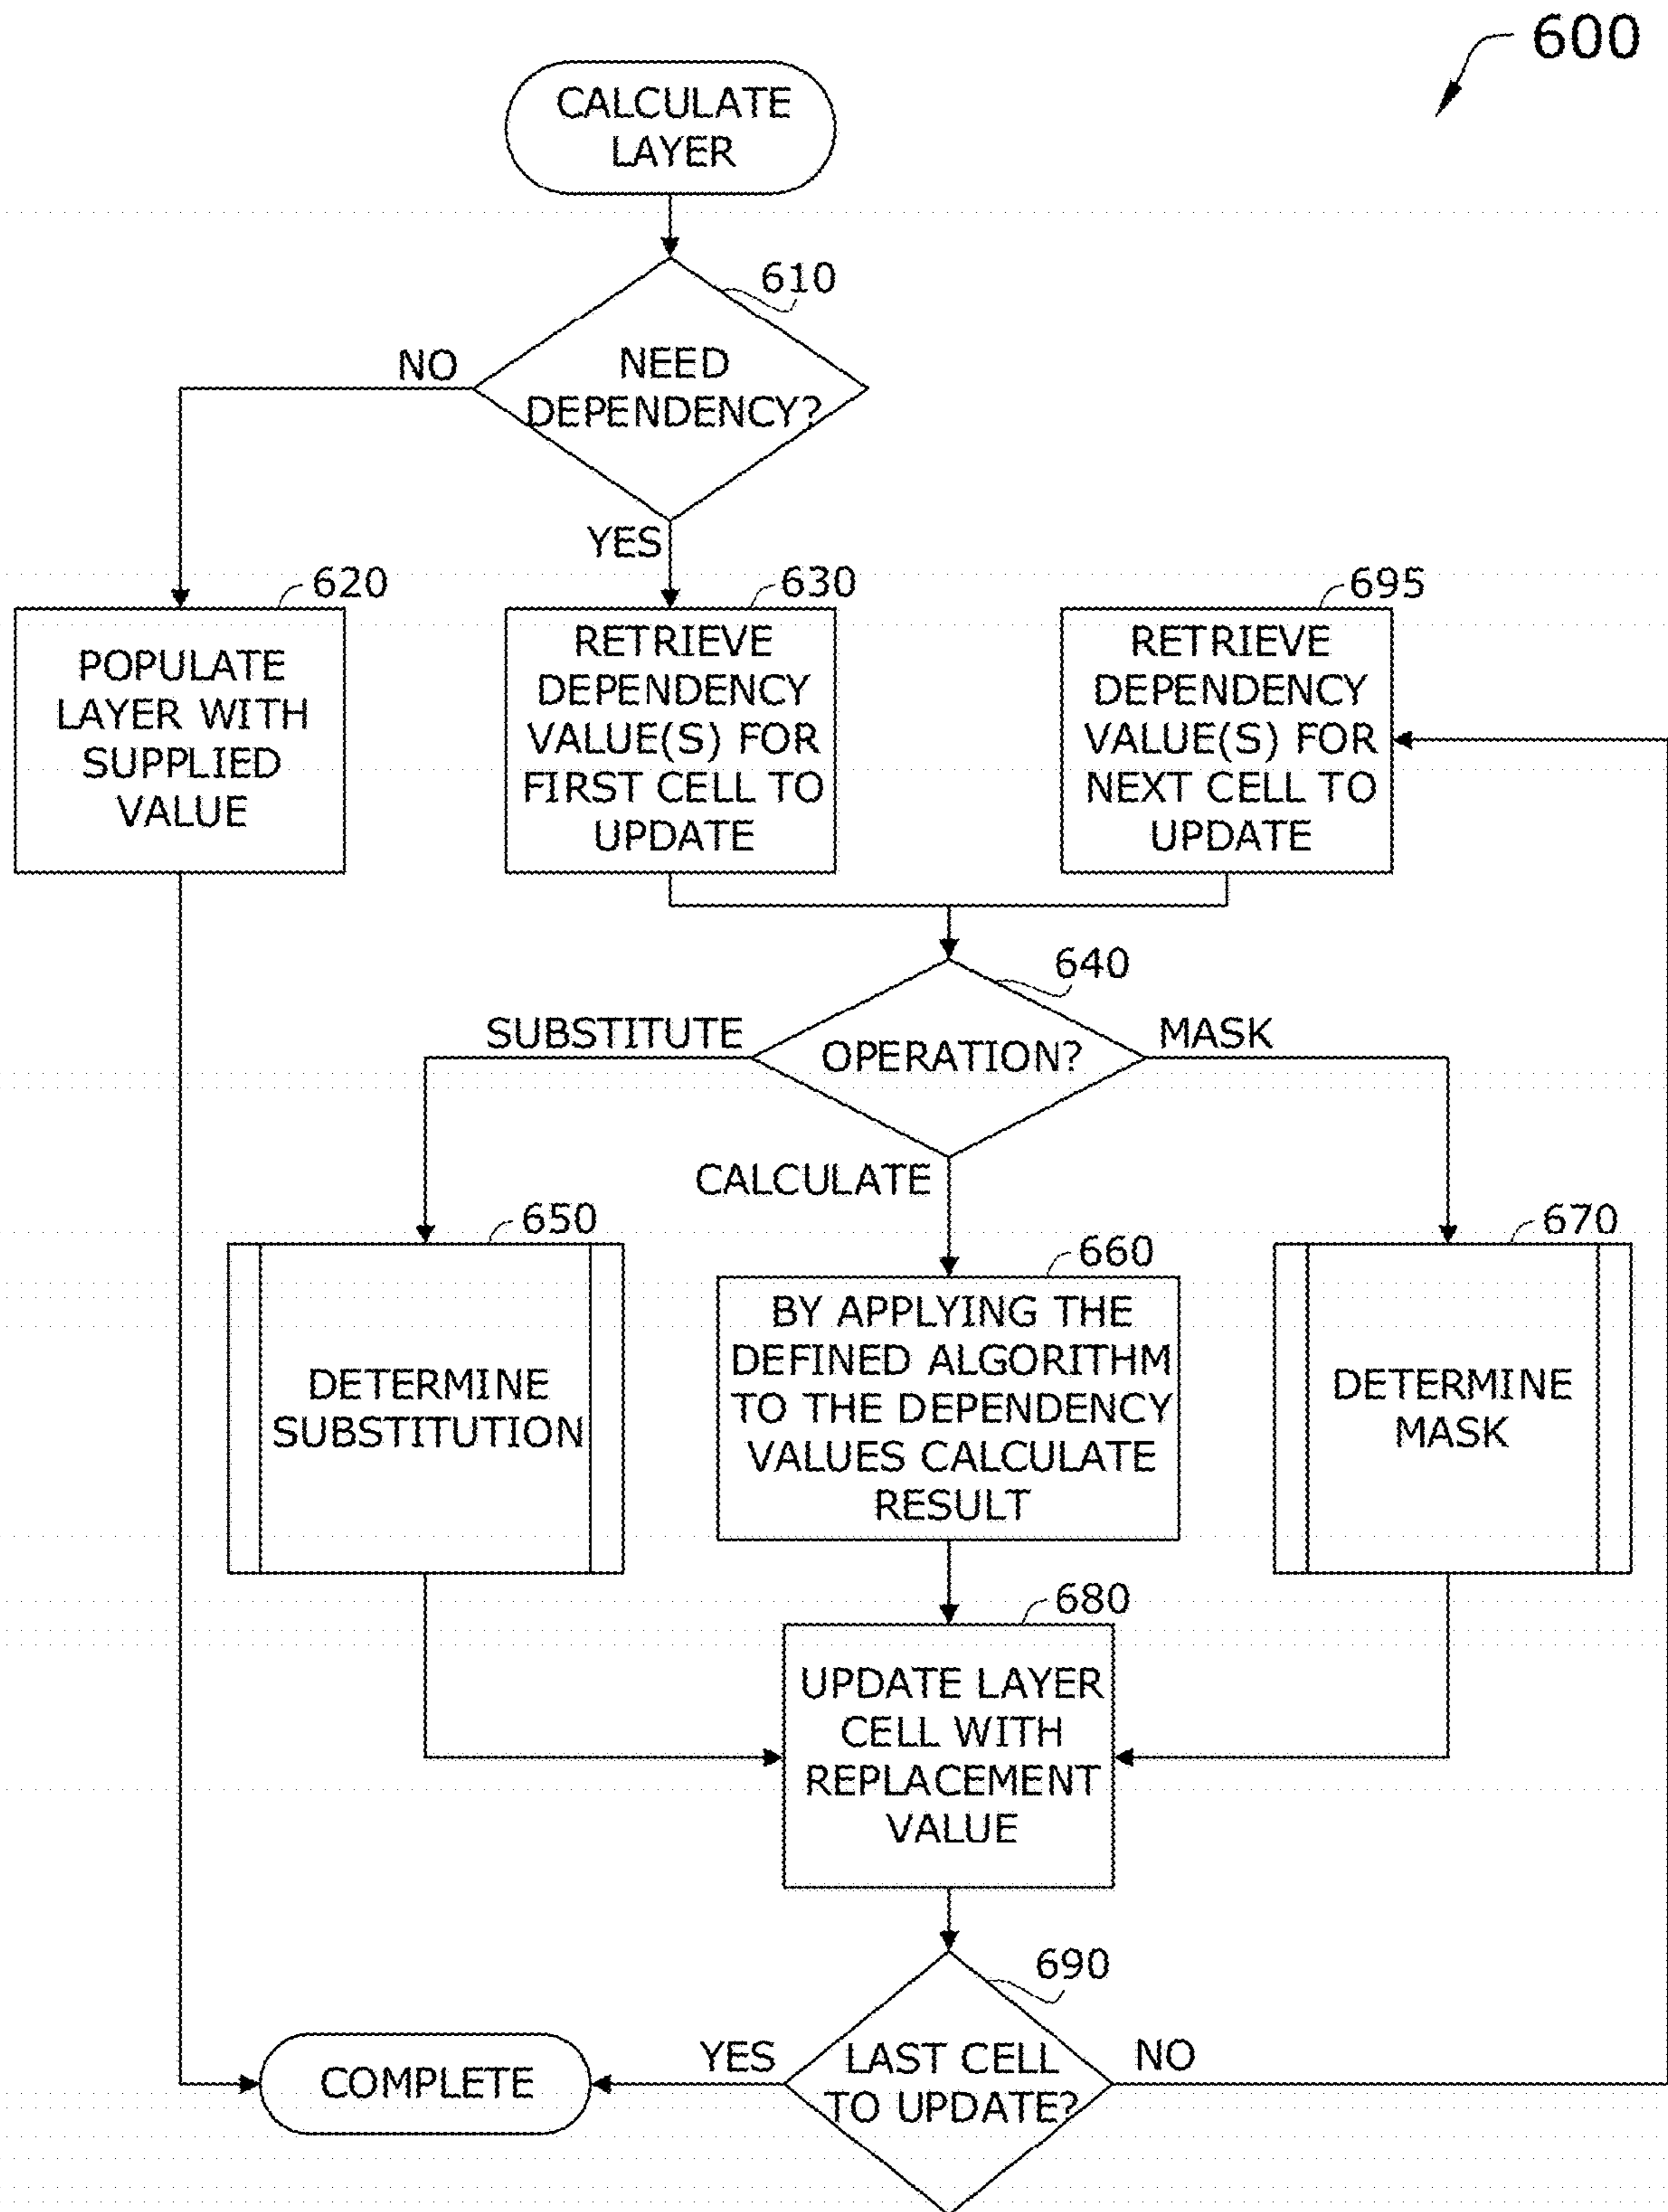 600
CALCULATE
LAYER
610
NO
NEED
DEPENDENCY?
YES
620
POPULATE
LAYER WITH
SUPPLIED
VALUE
630
RETRIEVE
DEPENDENCY
VALUE(S) FOR
FIRST CELL TO
UPDATE
695
RETRIEVE
DEPENDENCY
VALUE(S) FOR
NEXT CELL TO
UPDATE
640
SUBSTITUTE
OPERATION?
MASK
CALCULATE
650
DETERMINE
SUBSTITUTION
660
BY APPLYING THE
DEFINED ALGORITHM
TO THE DEPENDENCY
VALUES CALCULATE
RESULT
670
DETERMINE
MASK
680
UPDATE LAYER
CELL WITH
REPLACEMENT
VALUE
690
COMPLETE
YES
LAST CELL
TO UPDATE?
NO